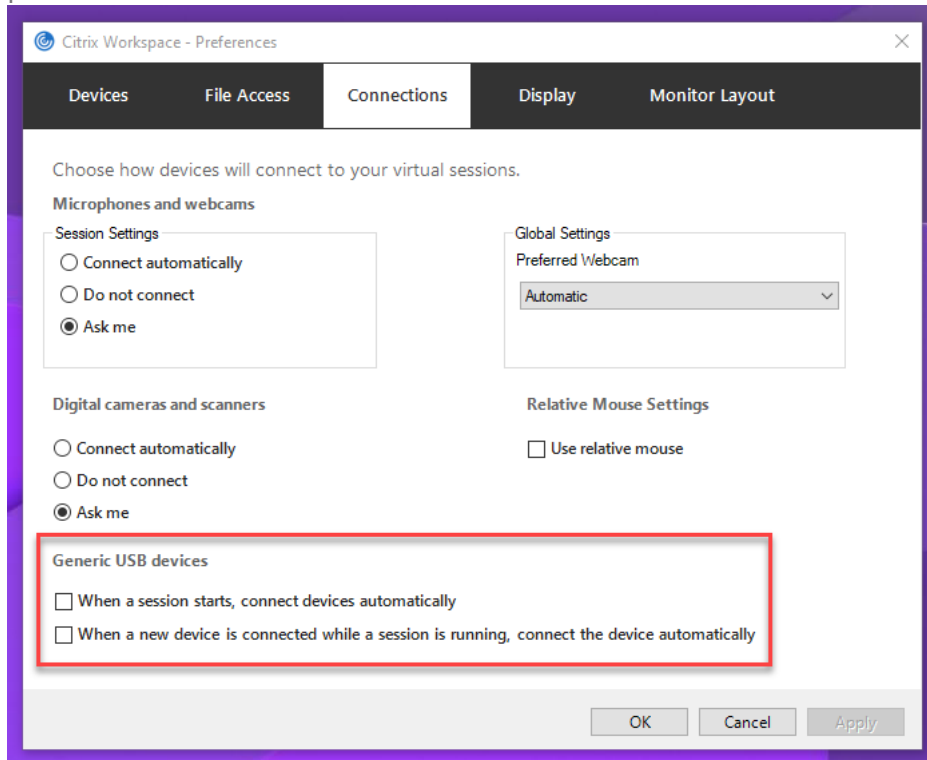 Citrix Workspace - Preferences
Devices
File Access
Connections
Display
Monitor Layout
Choose how devices will connect to your virtual sessions.
Microphones and webcams
Session Settings
Connect automatically
Do not connect
Ask me
Global Settings
Preferred Webcam
Automatic
Digital cameras and scanners
Connect automatically
Do not connect
Ask me
Relative Mouse Settings
Use relative mouse
Generic USB devices
When a session starts, connect devices automatically
When a new device is connected while a session is running, connect the device automatically
OK
Cancel
Apply